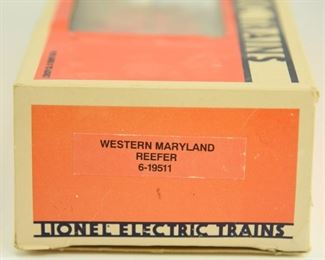 WESTERN MARYLAND
REEFER
6-19511
LIONEL ELECTRIC TRAINS